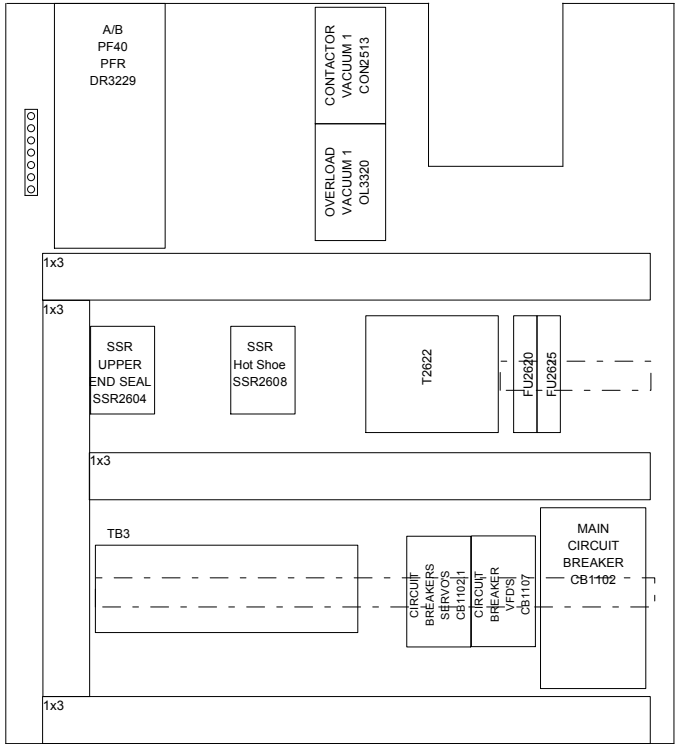 A/B
PF40
PFR
DR3229
CONTACTOR
VACUUM 1
CON2513
OVERLOAD
VACUUM 1
OL3320
1x3
1x3
SSR
UPPER
END SEAL
SSR2604
SSR
Hot Shoe
SSR2608
T2622
FU2620
FU2625
1x3
TB3
CIRCUIT
BREAKERS
SERVO'S
CB1102.1
CIRCUIT
BREAKER
VFD'S
CB1107
MAIN
CIRCUIT
BREAKER
CB1102
1x3